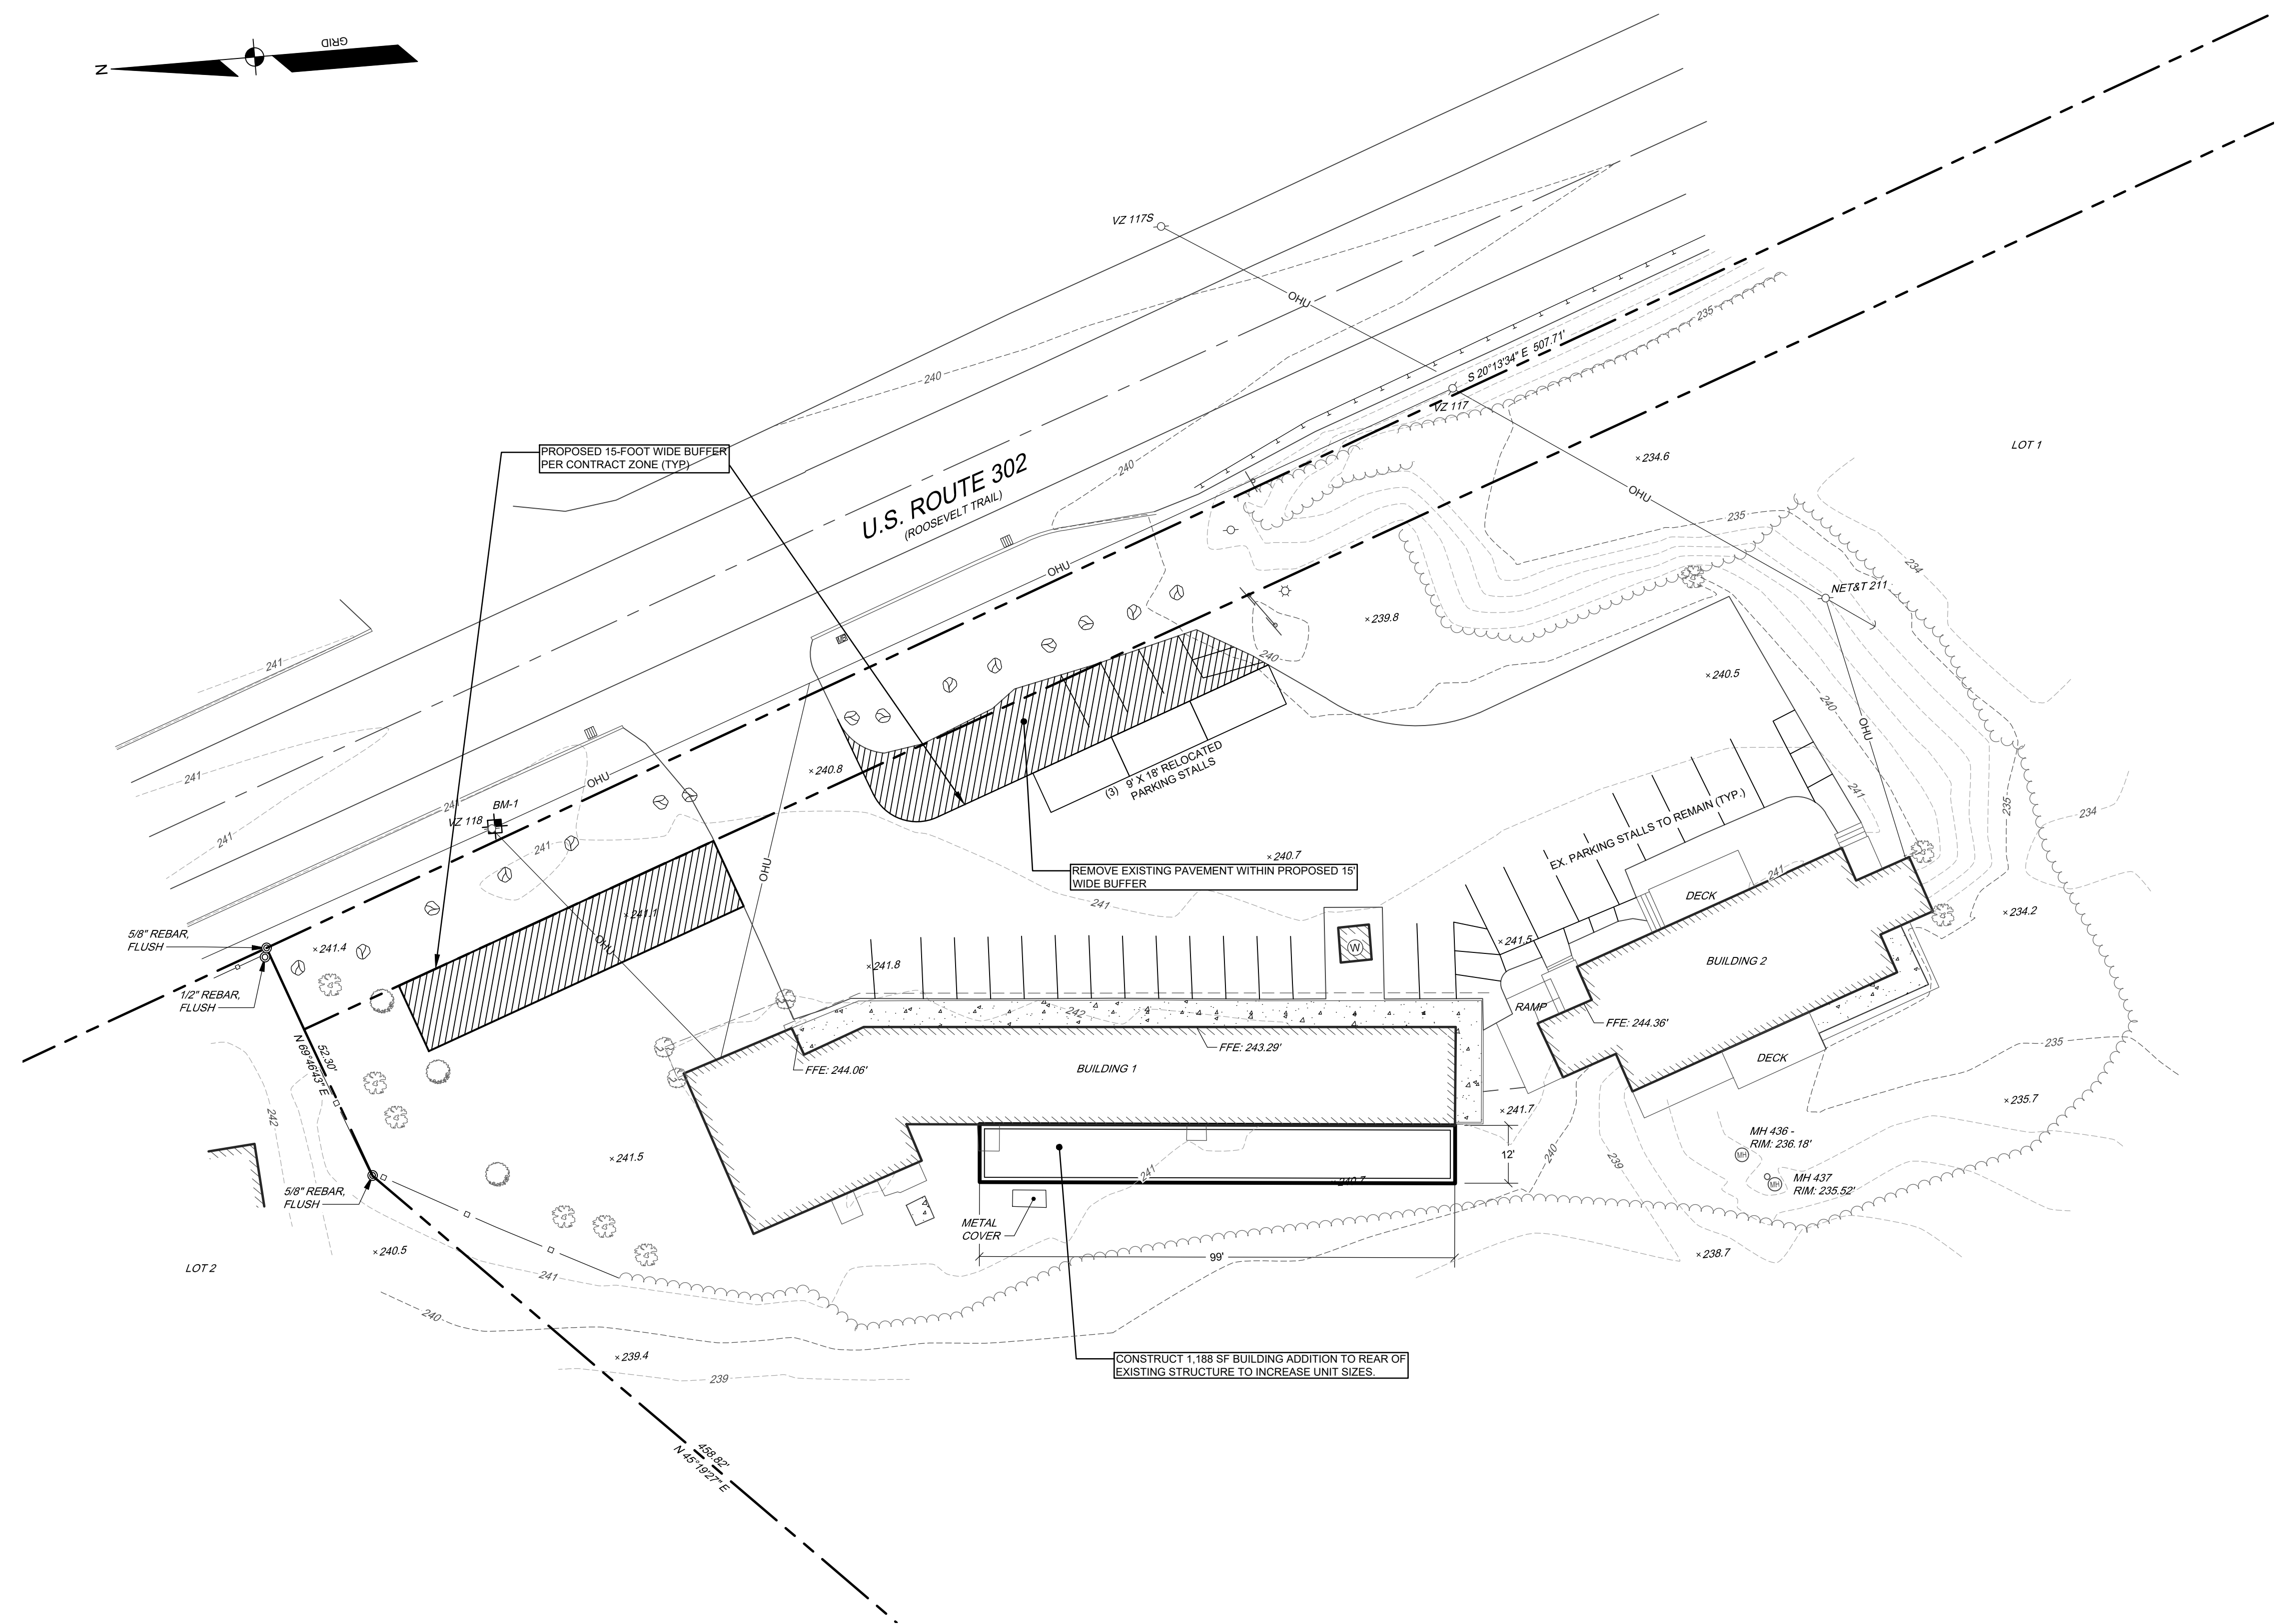 GRID
N
VZ 117S
OHU
S 20°13'34" E 507.71'
235
240
VZ 117
LOT 1
PROPOSED 15-FOOT WIDE BUFFER
PER CONTRACT ZONE (TYP)
U.S. ROUTE 302
(ROOSEVELT TRAIL)
240
×234.6
OHU
235
234
OHU
NET&T 211
×239.8
240
241
×240.5
240
OHU
241
241
241
OHU
×240.8
(3) 9' X 18' RELOCATED
PARKING STALLS
BM-1
VZ 118
241
241
EX. PARKING STALLS TO REMAIN (TYP.)
235
234
×240.7
REMOVE EXISTING PAVEMENT WITHIN PROPOSED 15'
WIDE BUFFER
OHU
241
241
DECK
×241.1
×234.2
5/8" REBAR,
FLUSH
×241.4
OHU
W
×241.5
×241.8
BUILDING 2
1/2" REBAR,
FLUSH
242
RAMP
FFE: 244.36'
52.30'
N 69°46'43" E
FFE: 243.29'
BUILDING 1
FFE: 244.06'
DECK
235
242
×241.7
×235.7
MH 436 -
RIM: 236.18'
MH
12'
240
239
×241.5
241
×240.7
MH 437
RIM: 235.52'
MH
5/8" REBAR,
FLUSH
METAL
COVER
×240.5
99'
×238.7
LOT 2
241
240
×239.4
CONSTRUCT 1,188 SF BUILDING ADDITION TO REAR OF
EXISTING STRUCTURE TO INCREASE UNIT SIZES.
239
458.82'
N 45°19'27" E